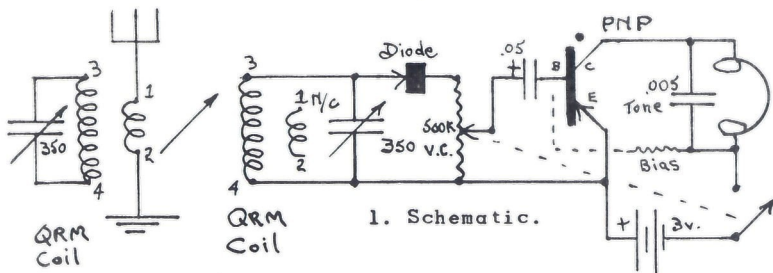 3
1
350
2
4
QRM
Coil
3
1 N/C
2
4
350
QRM
Coil
Diode
500K
V.C.
.05
+
B
C
E
PNP
.005
Tone
Bias
+
3v.
1. Schematic.